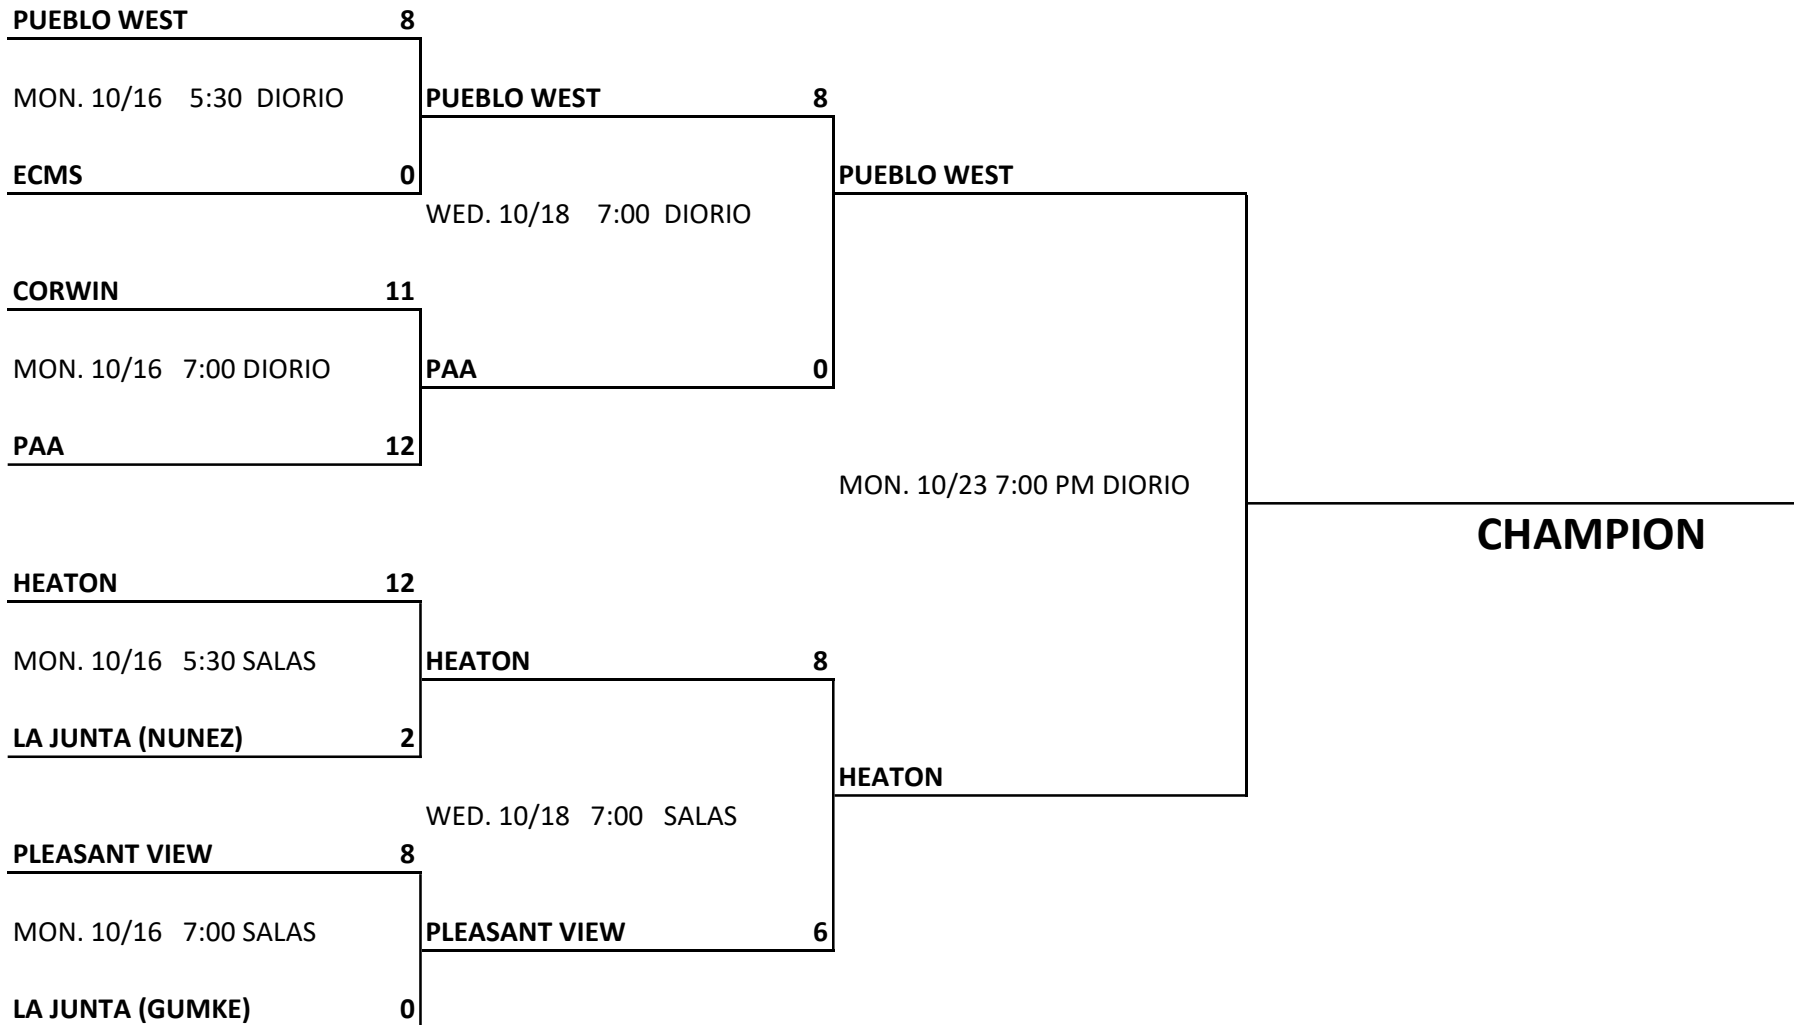 PUEBLO WEST 8
MON. 10/16 5:30 DIORIO
ECMS 0
CORWIN 11
MON. 10/16 7:00 DIORIO
PAA 12
HEATON 12
MON. 10/16 5:30 SALAS
LA JUNTA (NUNEZ) 2
PLEASANT VIEW 8
MON. 10/16 7:00 SALAS
LA JUNTA (GUMKE) 0
PUEBLO WEST 8
WED. 10/18 7:00 DIORIO
PAA 0
HEATON 8
WED. 10/18 7:00 SALAS
PLEASANT VIEW 6
PUEBLO WEST
MON. 10/23 7:00 PM DIORIO
HEATON
CHAMPION